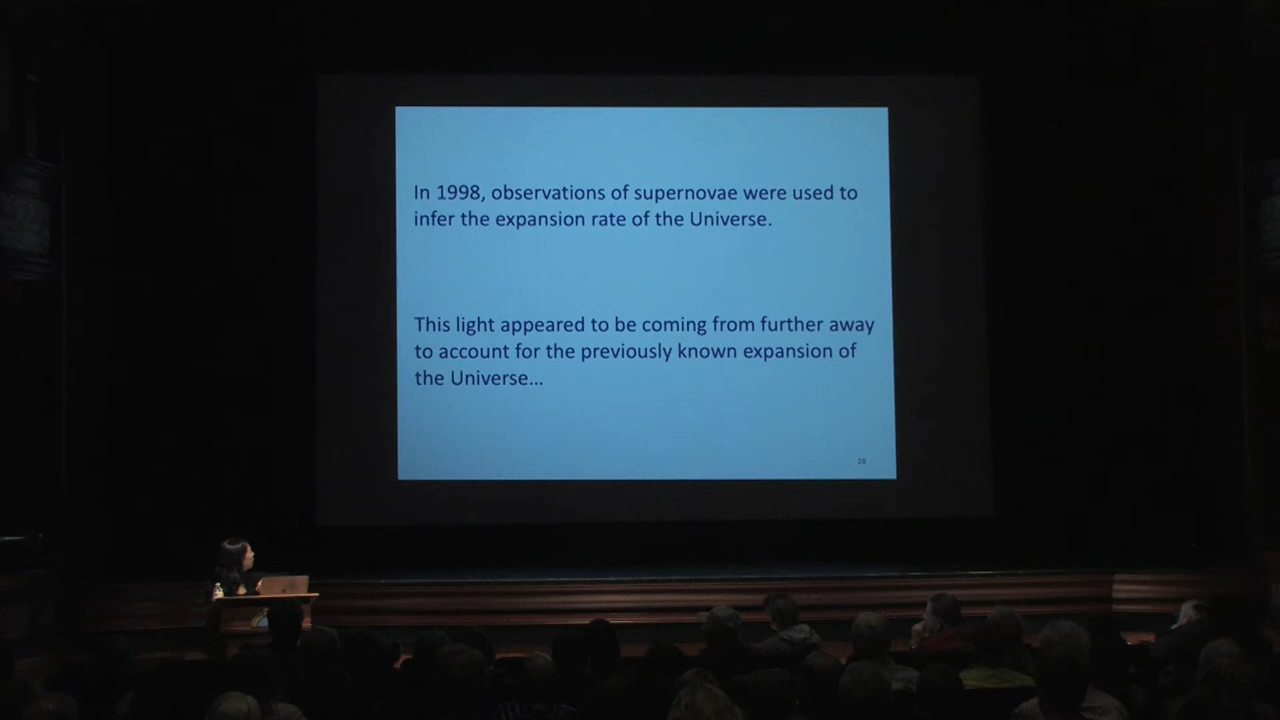 In 1998, observations of supernovae were used to
infer the expansion rate of the Universe.
This light appeared to be coming from further away
to account for the previously known expansion of
the Universe...
28